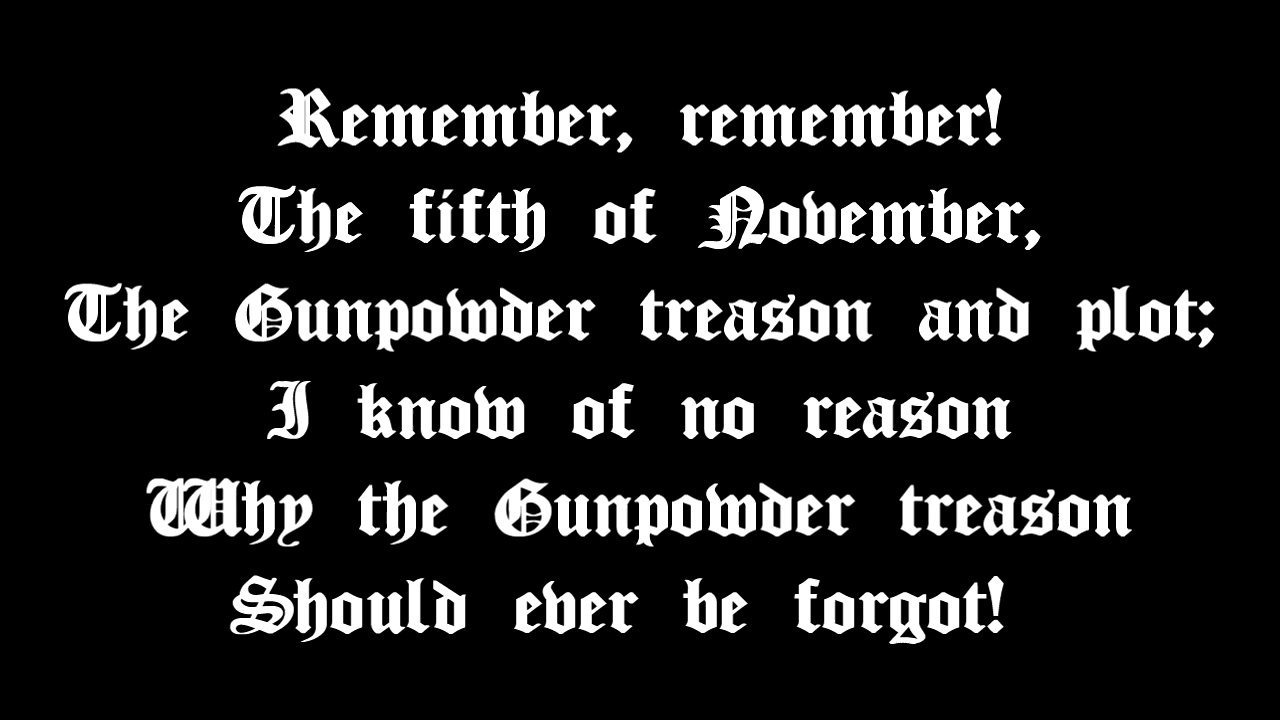 Remember, remember!
The fifth of November,
The Gunpowder treason and plot;
I know of no reason
Why the Gunpowder treason
Should ever be forgot!